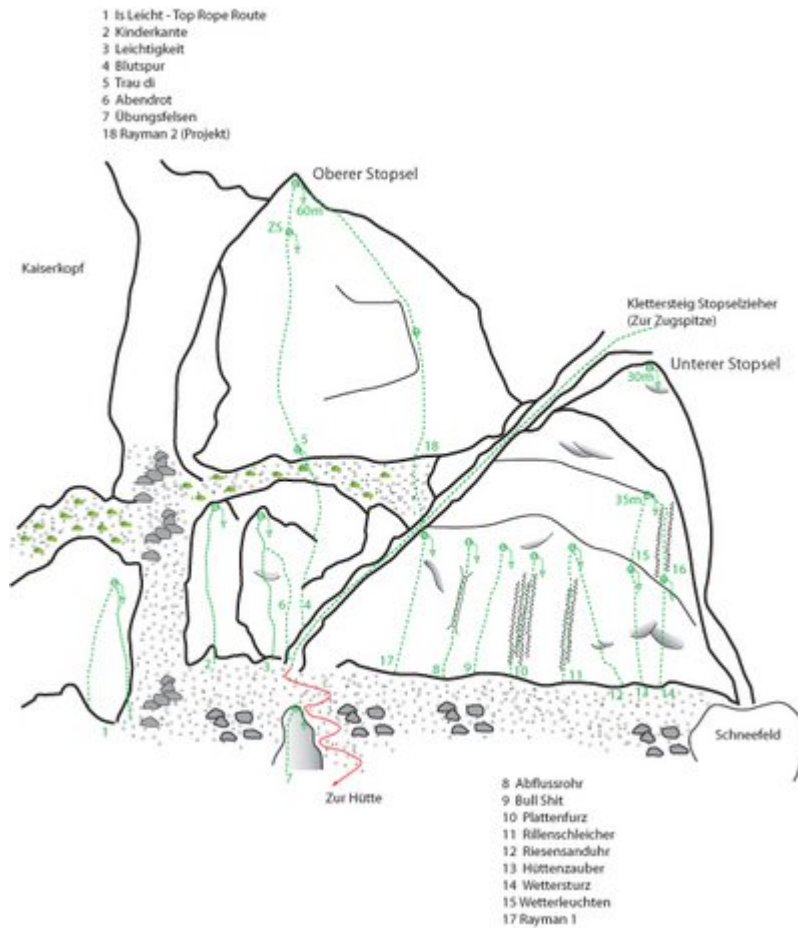 1 Is Leicht - Top Rope Route
2 Kinderkante
3 Leichtigkeit
4 Blutspur
5 Trau di
6 Abendrot
7 Übungsfelsen
18 Rayman 2 (Projekt)
Oberer Stopsel
60m
ZS
Kaiserkopf
Klettersteig Stopselzieher
(Zur Zugspitze)
Unterer Stopsel
30m
5
18
35m
15
16
6
4
2
3
17
8
9
10
11
12
13
14
1
Schneefeld
7
Zur Hütte
8 Abflussrohr
9 Bull Shit
10 Plattenfurz
11 Rillenschleicher
12 Riesensanduhr
13 Hüttenzauber
14 Wettersturz
15 Wetterleuchten
17 Rayman 1